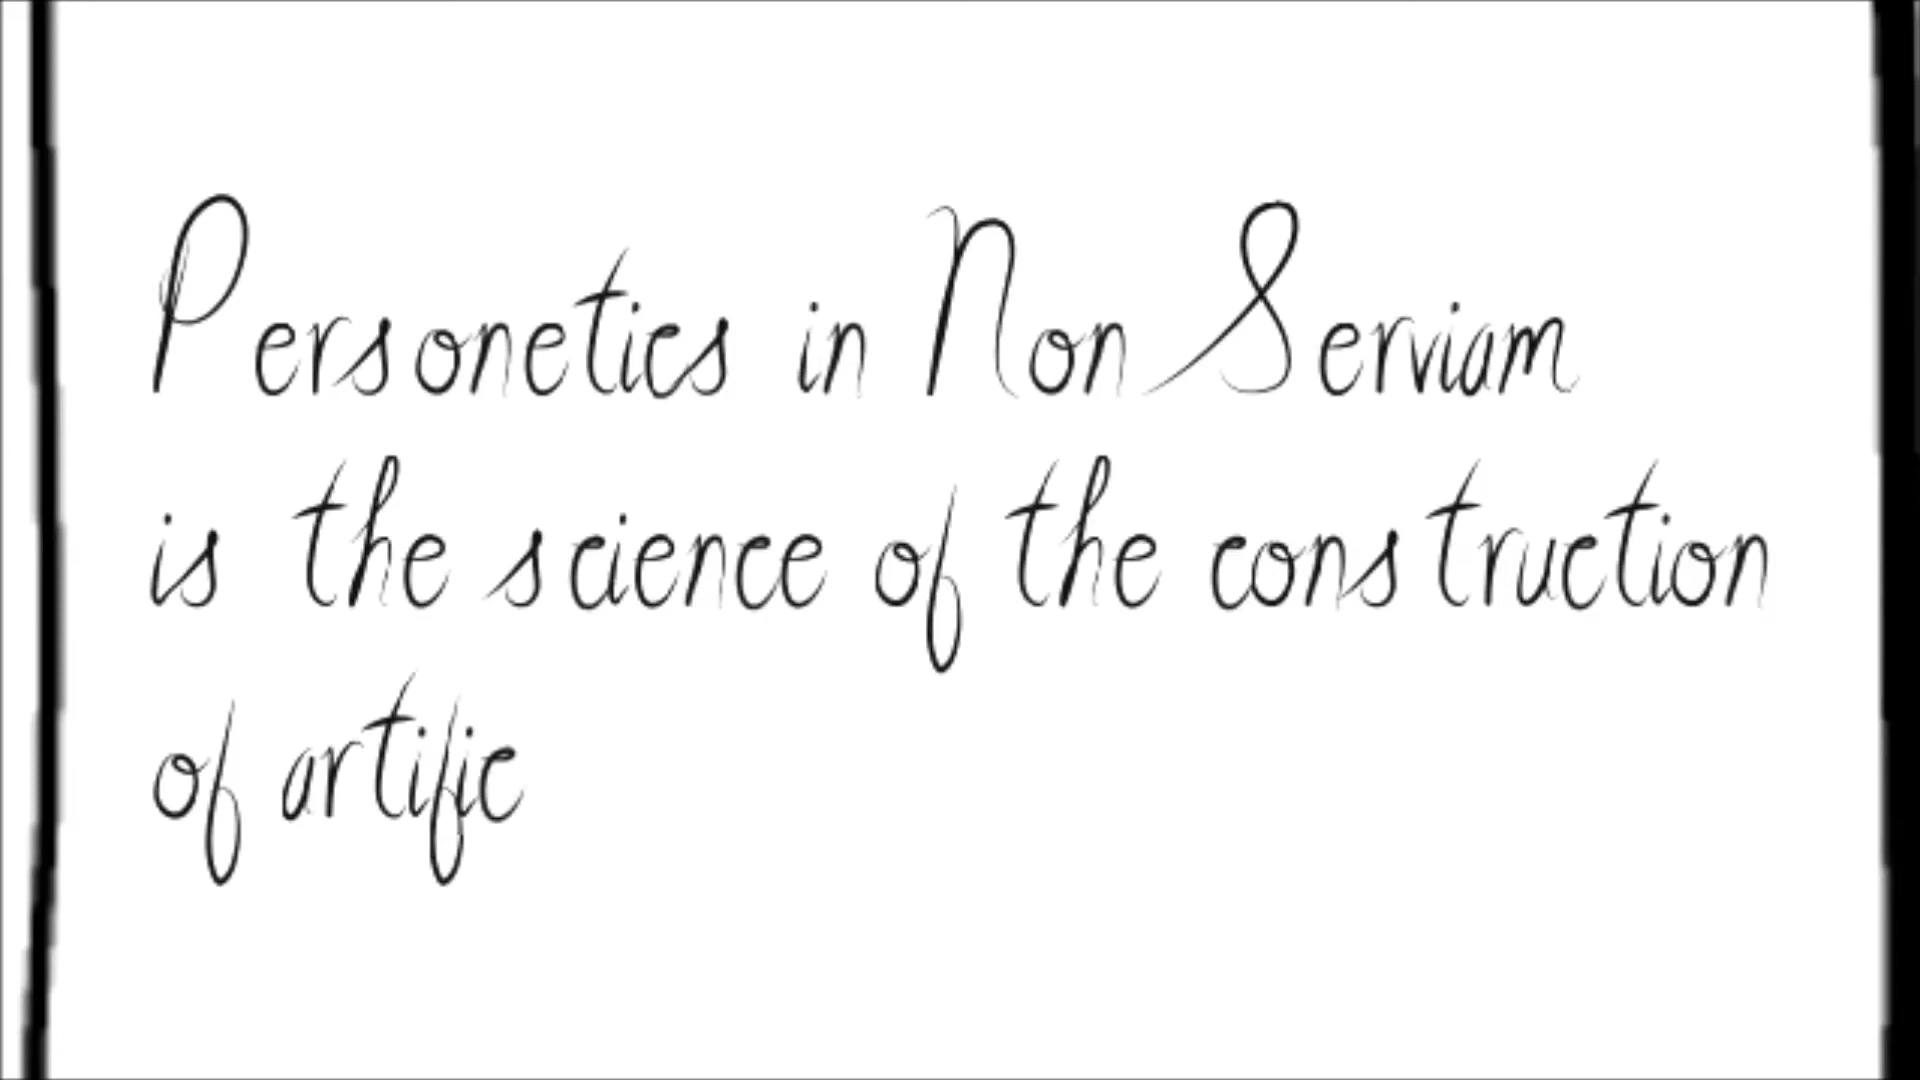 Personetics in Non Serviam
is the science of the construction
of artific